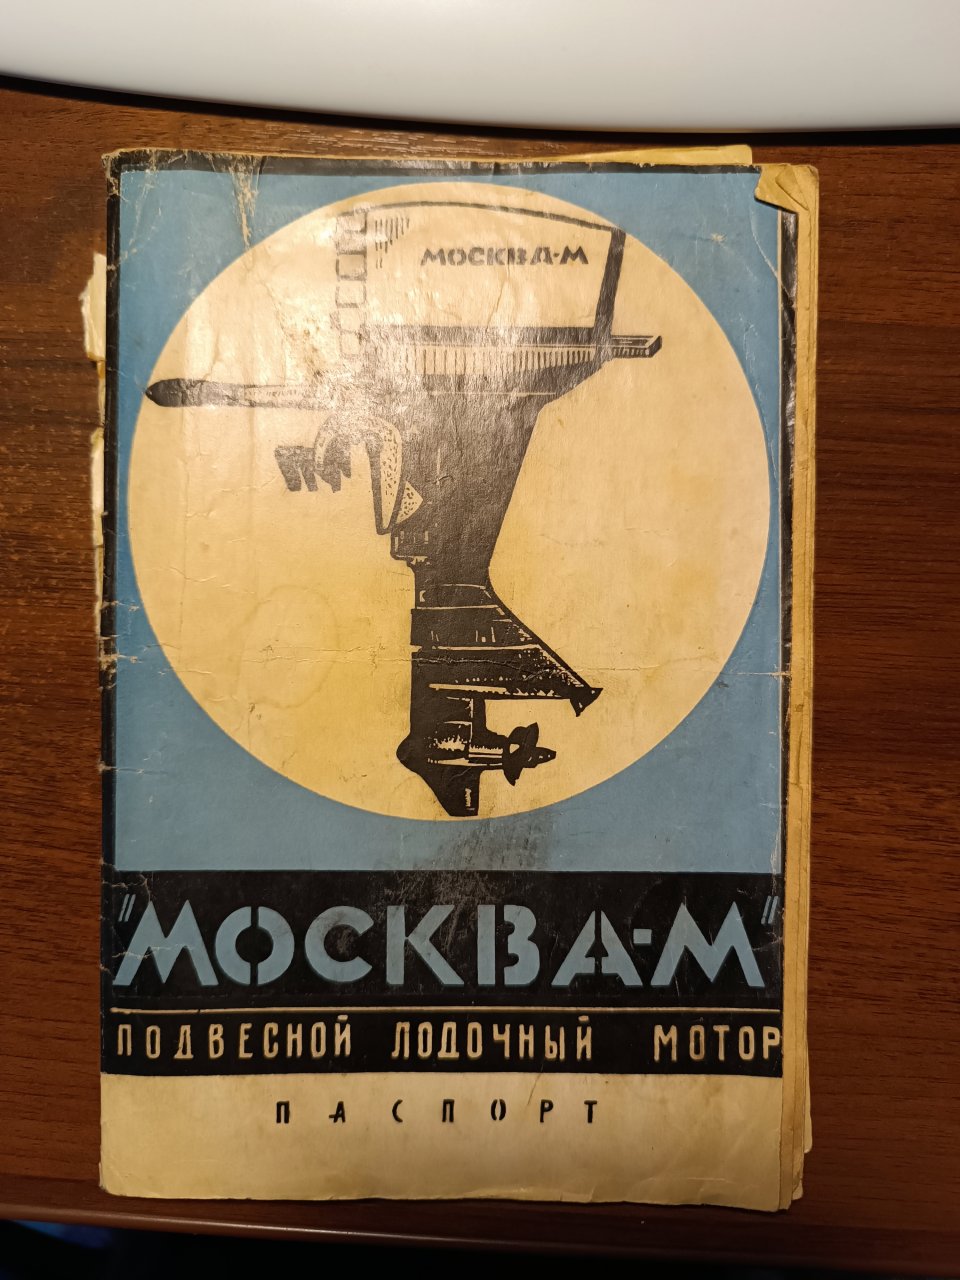 МОСКВА-М
"МОСКВА-М"
ПОДВЕСНОЙ ЛОДОЧНЫЙ МОТОР
ПАСПОРТ